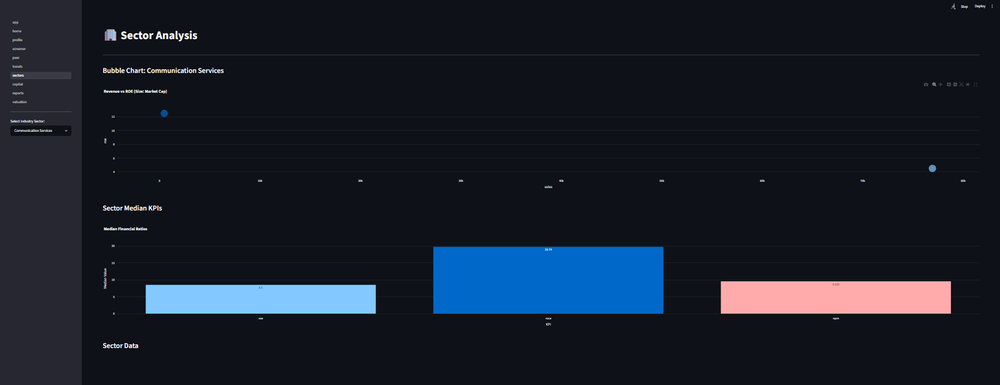 Stop Deploy
app
home
profile
screener
peer
trends
sectors
capital
reports
valuation
Select Industry Sector:
Communication Services
Sector Analysis
Bubble Chart: Communication Services
Revenue vs ROE (Size: Market Cap)
12
10
8
6
4
roe
0 10k 20k 30k 40k 50k 60k 70k 80k
sales
Sector Median KPIs
Median Financial Ratios
20
15
10
5
0
Median Value
8.5
19.74
9.525
roe roce npm
KPI
Sector Data